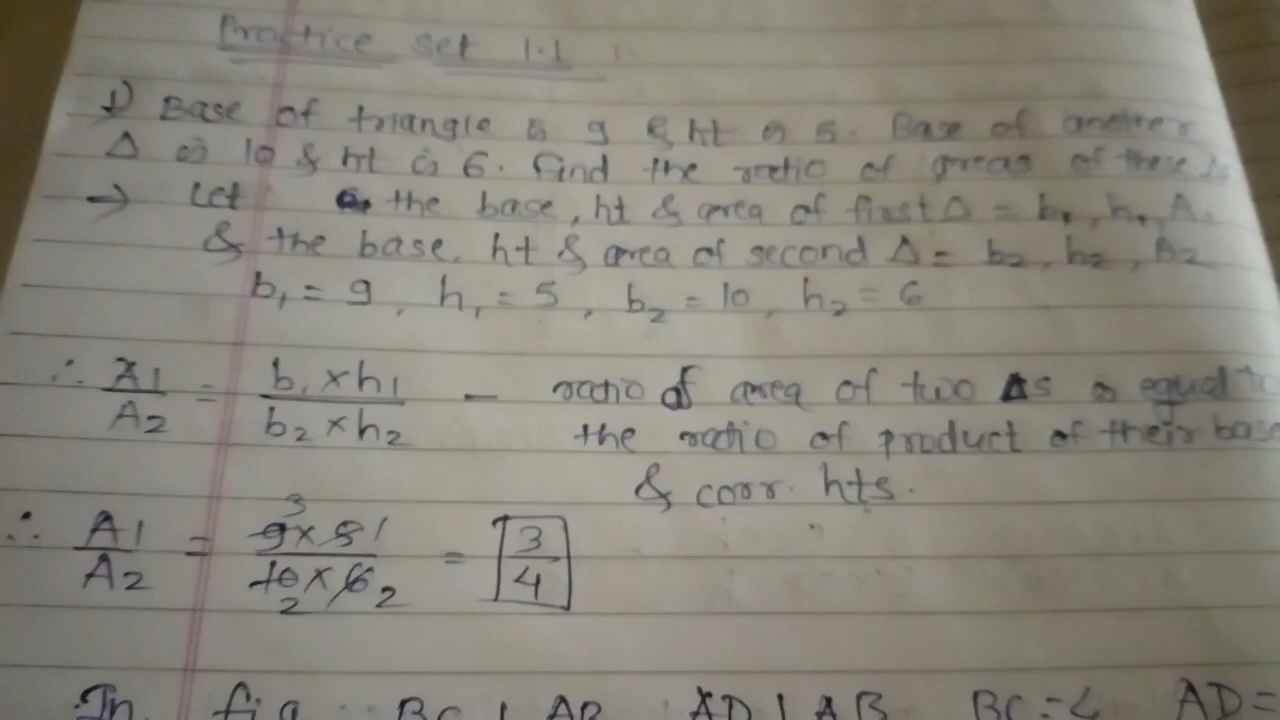 Practice Set 1.1
1) Base of triangle is 9 & ht is 5. Base of another
Δ is 10 & ht is 6. Find the ratio of areas of these
→ Let the base, ht & area of first Δ = b₁, h₁, A₁
& the base, ht & area of second Δ = b₂, h₂, A₂
b₁ = 9, h₁ = 5, b₂ = 10, h₂ = 6
∴ A1/A2 = b₁ × h1 / b₂ × h₂ — ratio of area of two Δs is equal to
the ratio of product of their base
& corr. hts.
∴ A1/A2 = 9 × 5 / 10 × 6 = 3/4 3 1 2 2
In fig BC ⊥ AB AD ⊥ AB BC = 4 AD =